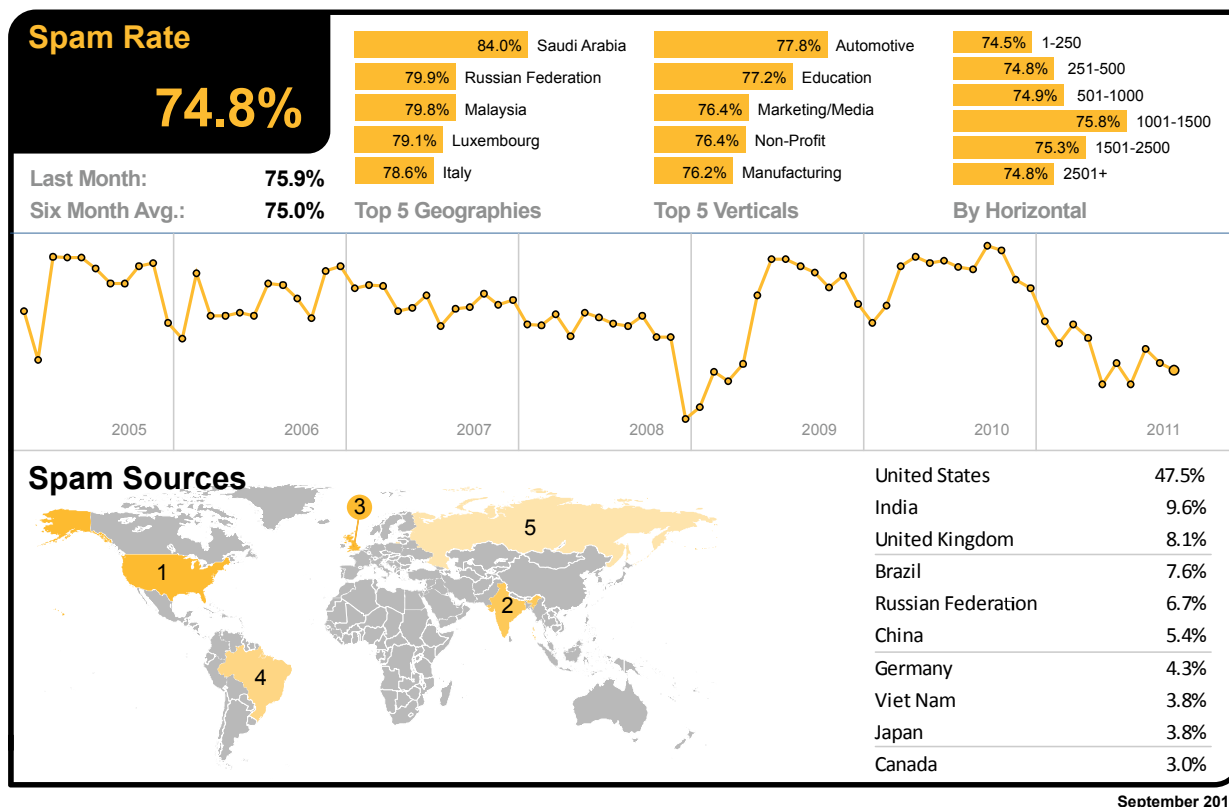 Spam Rate
74.8%
Last Month: 75.9%
Six Month Avg.: 75.0%
84.0% Saudi Arabia
79.9% Russian Federation
79.8% Malaysia
79.1% Luxembourg
78.6% Italy
Top 5 Geographies
77.8% Automotive
77.2% Education
76.4% Marketing/Media
76.4% Non-Profit
76.2% Manufacturing
Top 5 Verticals
74.5% 1-250
74.8% 251-500
74.9% 501-1000
75.8% 1001-1500
75.3% 1501-2500
74.8% 2501+
By Horizontal
2005 2006 2007 2008 2009 2010 2011
Spam Sources
3
5
1
2
4
United States 47.5%
India 9.6%
United Kingdom 8.1%
Brazil 7.6%
Russian Federation 6.7%
China 5.4%
Germany 4.3%
Viet Nam 3.8%
Japan 3.8%
Canada 3.0%
September 201